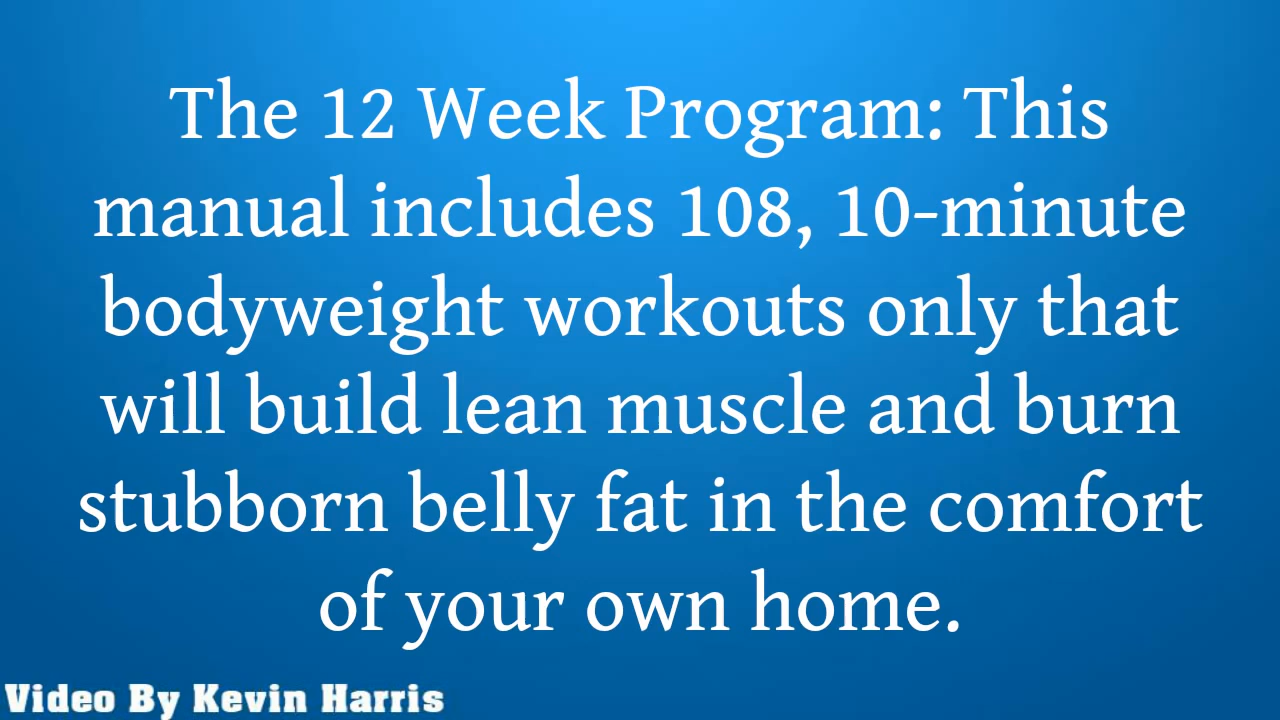 The 12 Week Program: This
manual includes 108, 10-minute
bodyweight workouts only that
will build lean muscle and burn
stubborn belly fat in the comfort
of your own home.
Video By Kevin Harris